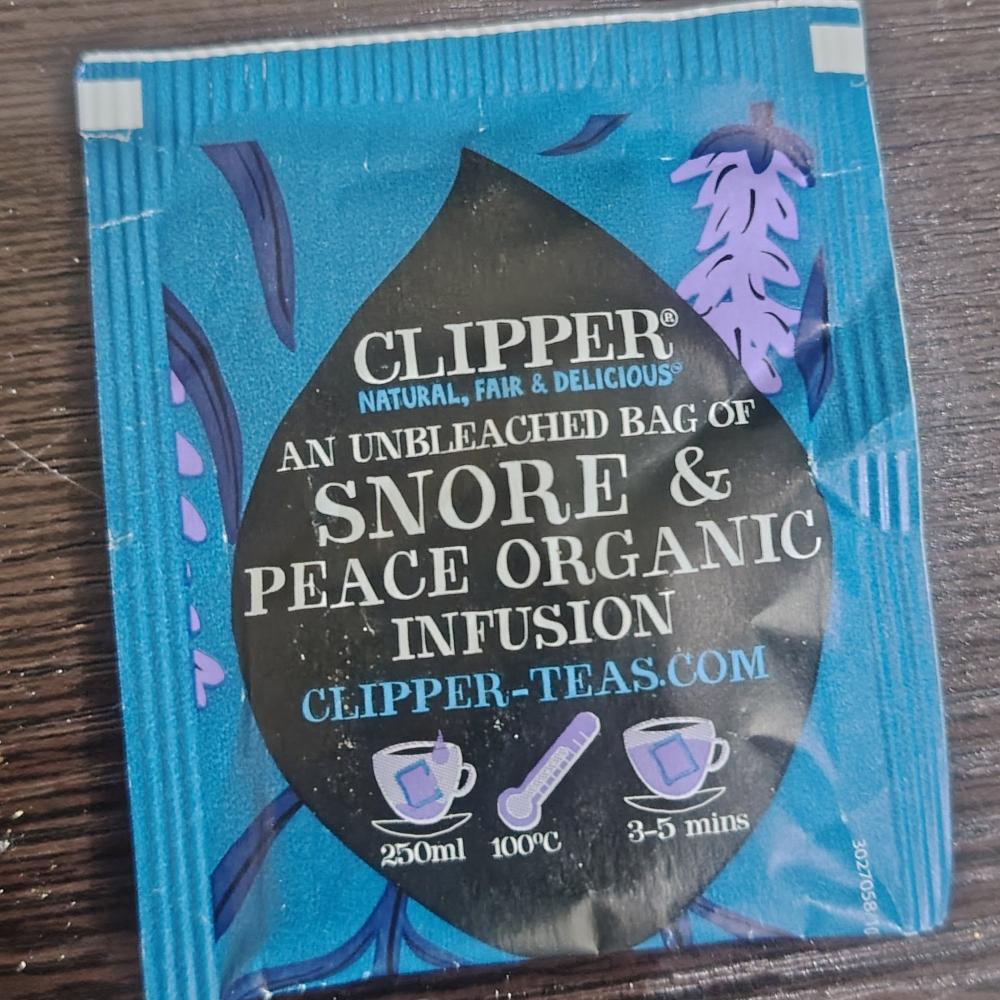 CLIPPER®
NATURAL, FAIR & DELICIOUS
AN UNBLEACHED BAG OF
SNORE &
PEACE ORGANIC
INFUSION
CLIPPER-TEAS.COM
250ml 100°C 3-5 mins